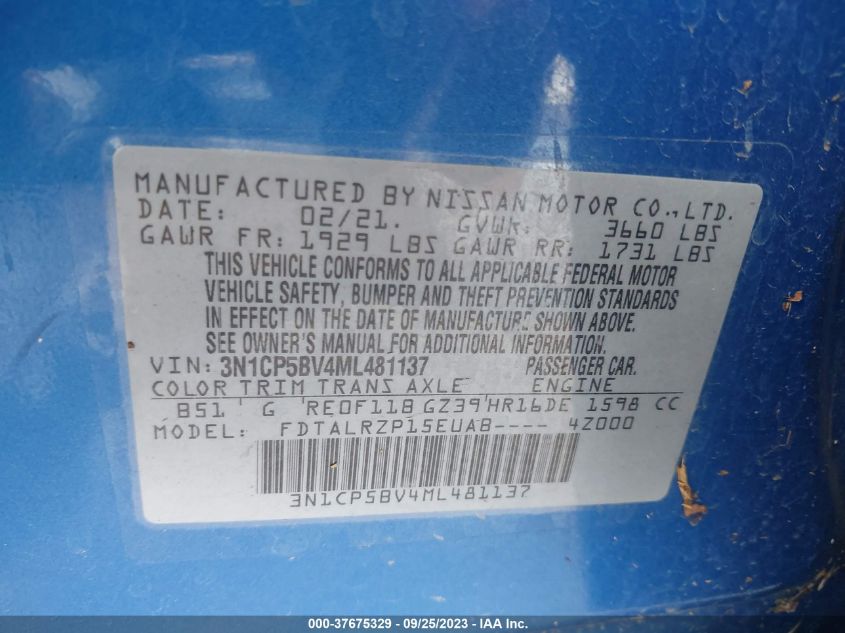 MANUFACTURED BY NISSAN MOTOR CO.,LTD.
DATE: 02/21. GVWR: 3660 LBS
GAWR FR: 1929 LBS GAWR RR: 1731 LBS
THIS VEHICLE CONFORMS TO ALL APPLICABLE FEDERAL MOTOR
VEHICLE SAFETY, BUMPER AND THEFT PREVENTION STANDARDS
IN EFFECT ON THE DATE OF MANUFACTURE SHOWN ABOVE.
SEE OWNER'S MANUAL FOR ADDITIONAL INFORMATION.
VIN: 3N1CP5BV4ML481137 PASSENGER CAR.
COLOR TRIM TRANS AXLE ENGINE
B51 G RE0F11B GZ39 HR16DE 1598 CC
MODEL: FDTALRZP15EUAB---- 4Z000
3N1CP5BV4ML481137
000-37675329 - 09/25/2023 - IAA Inc.